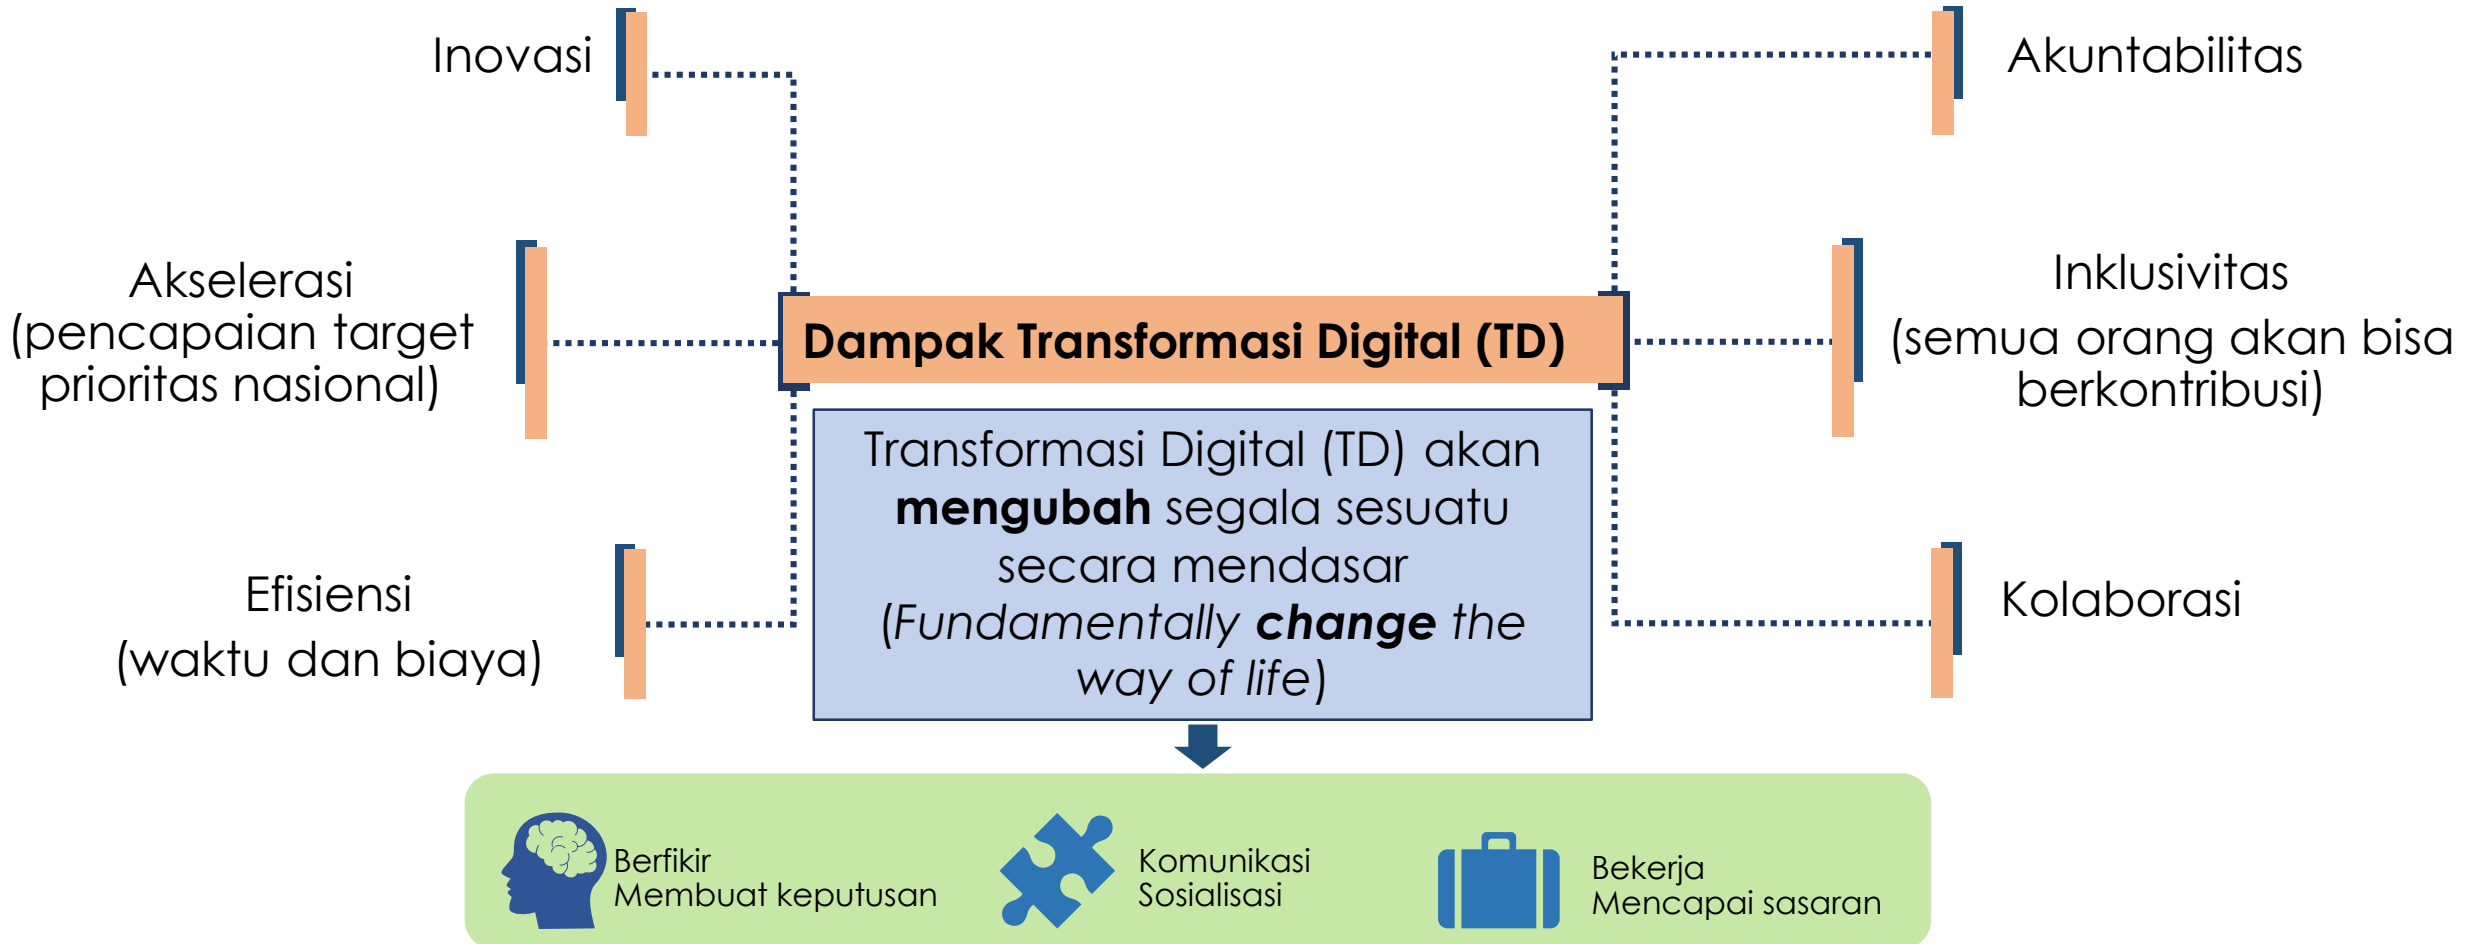 Inovasi
Akselerasi
(pencapaian target
prioritas nasional)
Efisiensi
(waktu dan biaya)
Dampak Transformasi Digital (TD)
Transformasi Digital (TD) akan
mengubah segala sesuatu
secara mendasar
(Fundamentally change the
way of life)
Akuntabilitas
Inklusivitas
(semua orang akan bisa
berkontribusi)
Kolaborasi
Berfikir
Membuat keputusan
Komunikasi
Sosialisasi
Bekerja
Mencapai sasaran